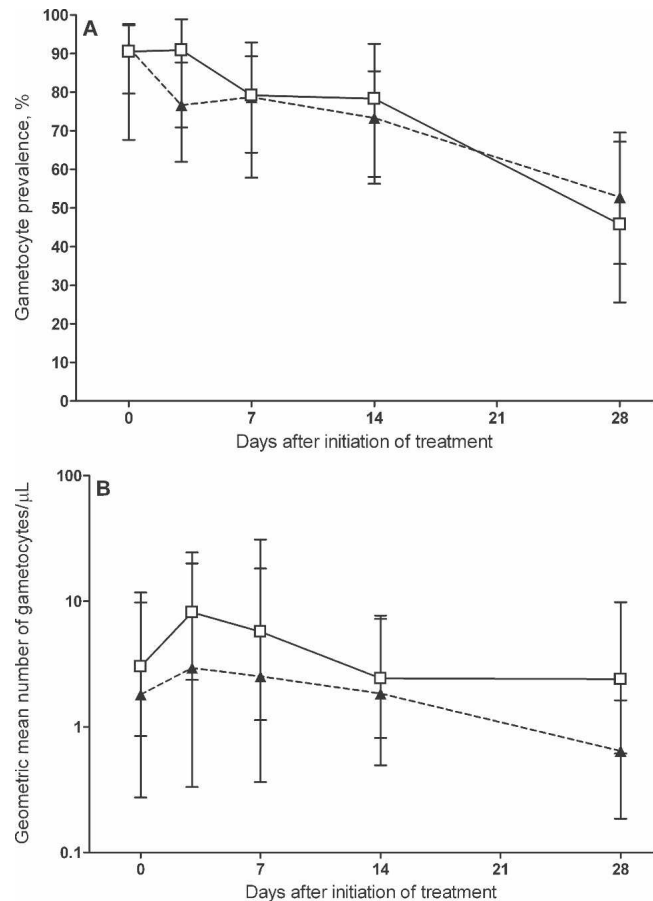 A
Gametocyte prevalence, %
100
90
80
70
60
50
40
30
20
10
0
0 7 14 21 28
Days after initiation of treatment
B
Geometric mean number of gametocytes/μL
100
10
1
0.1
0 7 14 21 28
Days after initiation of treatment